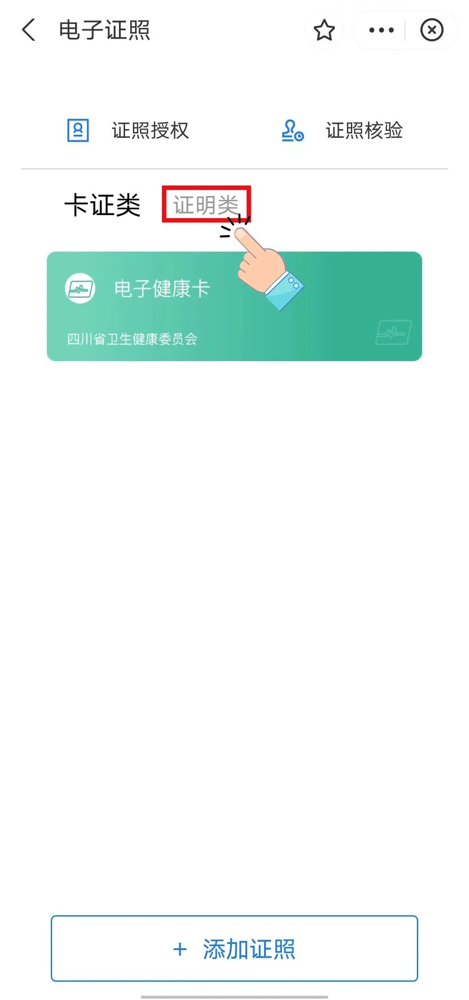 电子证照
证照授权 证照核验
卡证类 证明类
电子健康卡
四川省卫生健康委员会
+ 添加证照